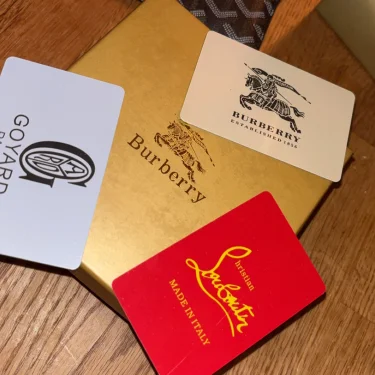 BURBERRY
ESTABLISHED 1856
Burberry
GOYARD
Christian
Louboutin
MADE IN ITALY